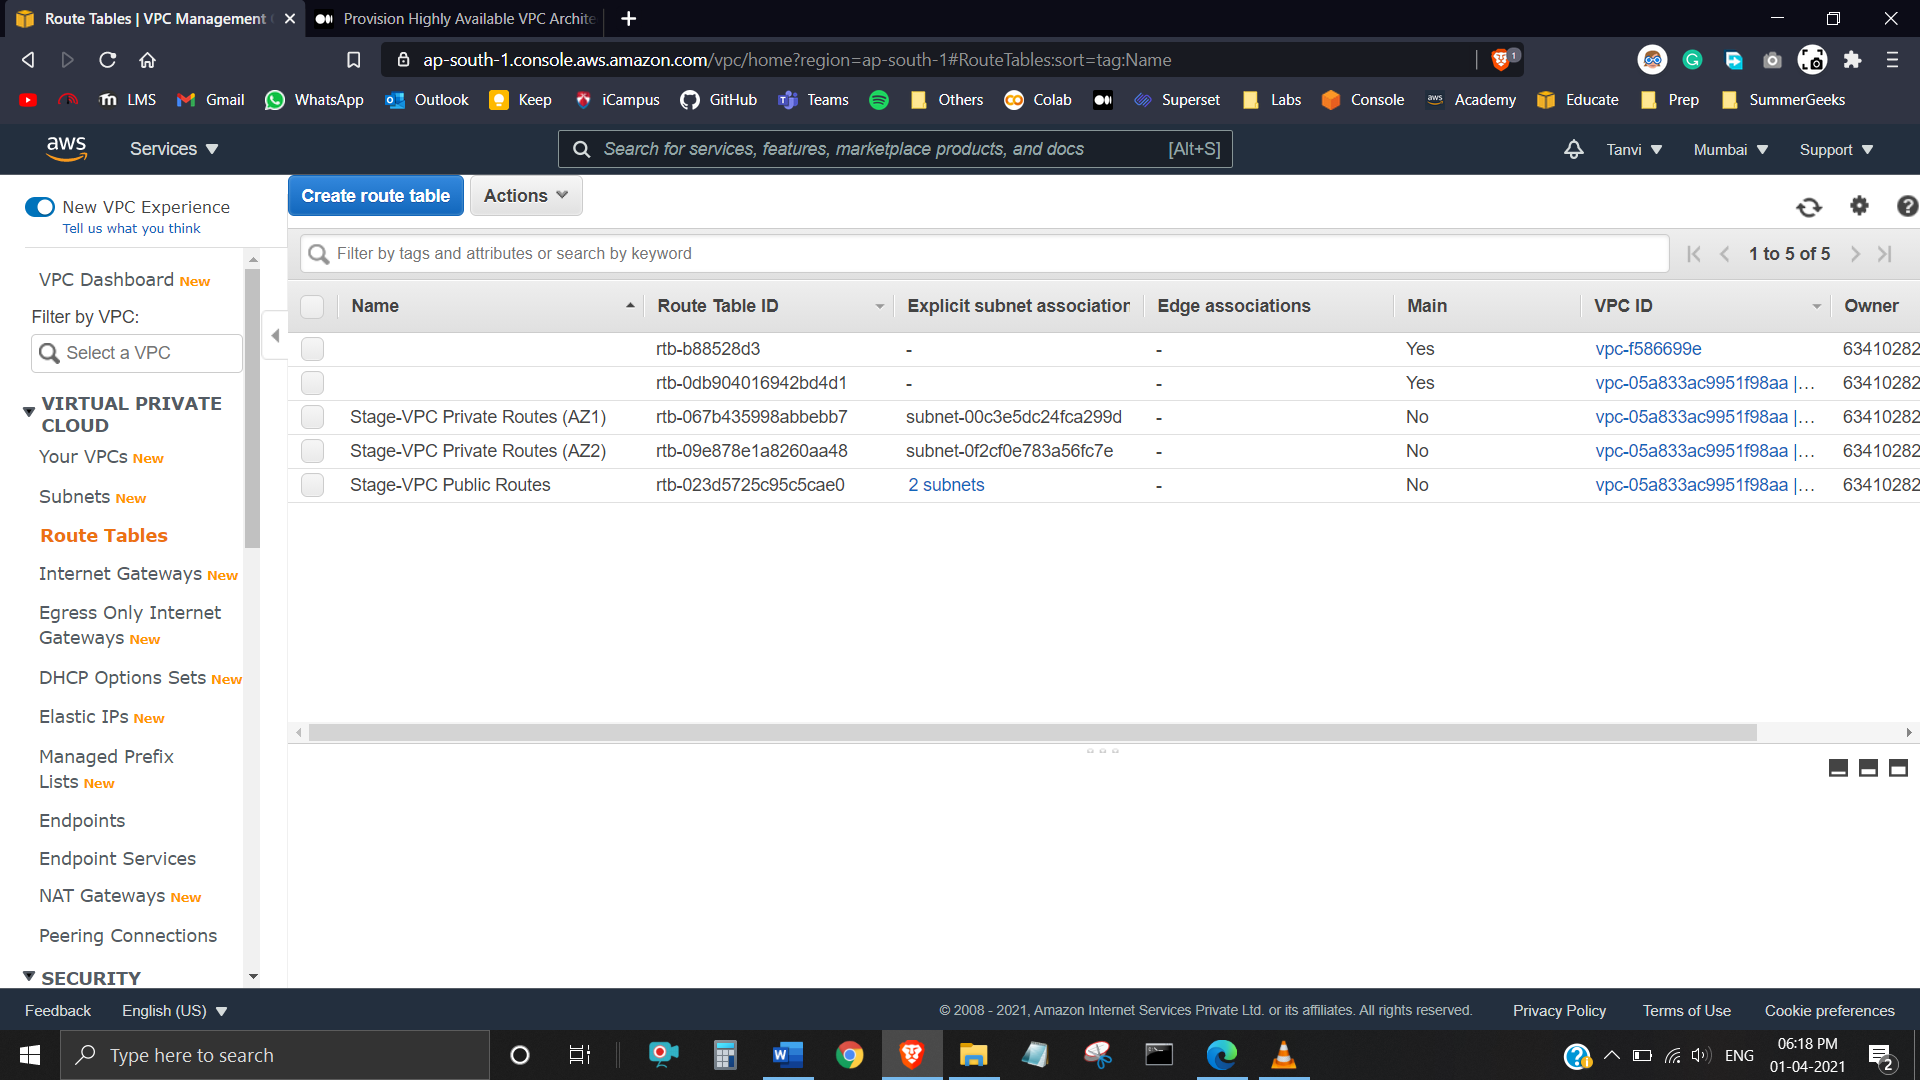 Route Tables | VPC Management
Provision Highly Available VPC Archite
ap-south-1.console.aws.amazon.com/vpc/home?region=ap-south-1#RouteTables:sort=tag:Name
1
LMS Gmail WhatsApp Outlook Keep iCampus GitHub Teams Others Colab Superset Labs Console aws Academy Educate Prep SummerGeeks
aws Services Search for services, features, marketplace products, and docs [Alt+S] Tanvi Mumbai Support
New VPC Experience
Tell us what you think
Create route table Actions
Filter by tags and attributes or search by keyword 1 to 5 of 5
VPC Dashboard New
Filter by VPC:
Select a VPC
VIRTUAL PRIVATE
CLOUD
Your VPCs New
Subnets New
Route Tables
Internet Gateways New
Egress Only Internet
Gateways New
DHCP Options Sets New
Elastic IPs New
Managed Prefix
Lists New
Endpoints
Endpoint Services
NAT Gateways New
Peering Connections
SECURITY
Name Route Table ID Explicit subnet association Edge associations Main VPC ID Owner
rtb-b88528d3 - - Yes vpc-f586699e 63410282
rtb-0db904016942bd4d1 - - Yes vpc-05a833ac9951f98aa |... 63410282
Stage-VPC Private Routes (AZ1) rtb-067b435998abbebb7 subnet-00c3e5dc24fca299d - No vpc-05a833ac9951f98aa |... 63410282
Stage-VPC Private Routes (AZ2) rtb-09e878e1a8260aa48 subnet-0f2cf0e783a56fc7e - No vpc-05a833ac9951f98aa |... 63410282
Stage-VPC Public Routes rtb-023d5725c95c5cae0 2 subnets - No vpc-05a833ac9951f98aa |... 63410282
Feedback English (US) © 2008 - 2021, Amazon Internet Services Private Ltd. or its affiliates. All rights reserved. Privacy Policy Terms of Use Cookie preferences
Type here to search
ENG
06:18 PM
01-04-2021
2